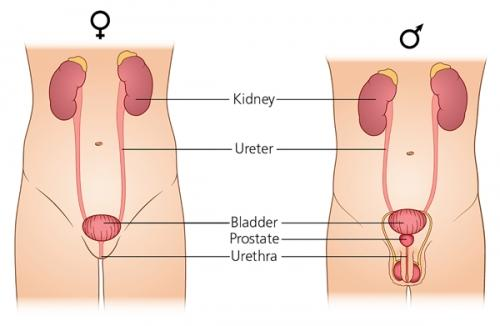 Kidney
Ureter
Bladder
Prostate
Urethra